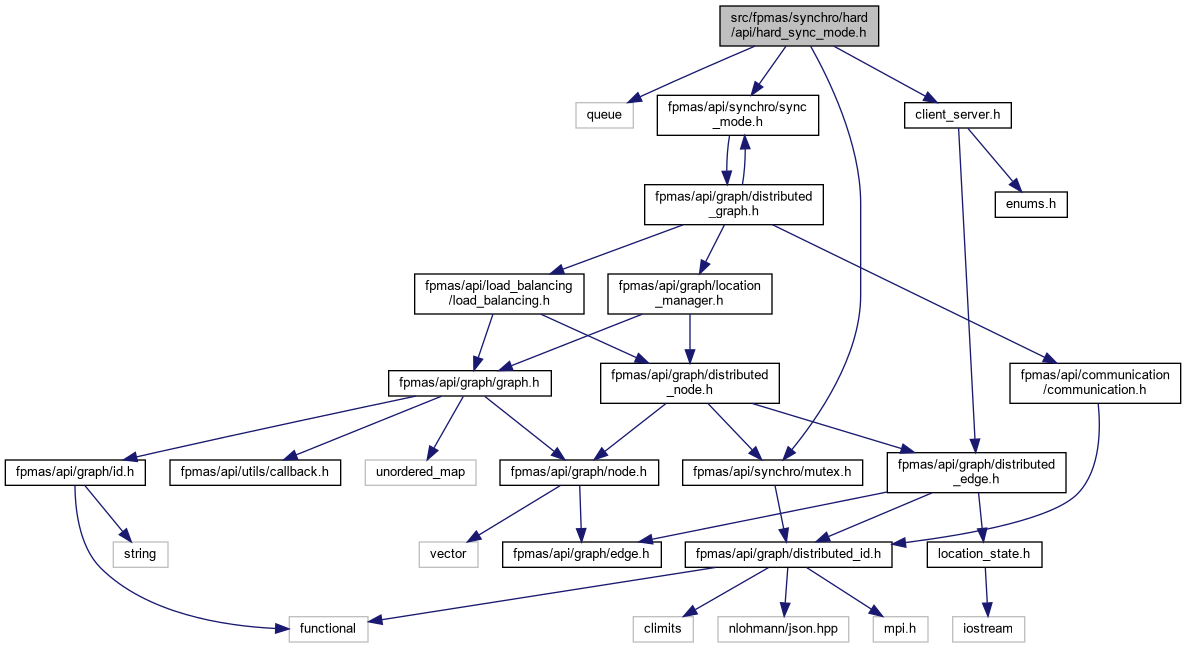 src/fpmas/synchro/hard
/api/hard_sync_mode.h
queue
fpmas/api/synchro/sync
_mode.h
client_server.h
fpmas/api/graph/distributed
_graph.h
enums.h
fpmas/api/load_balancing
/load_balancing.h
fpmas/api/graph/location
_manager.h
fpmas/api/graph/graph.h
fpmas/api/graph/distributed
_node.h
fpmas/api/communication
/communication.h
fpmas/api/graph/id.h
fpmas/api/utils/callback.h
unordered_map
fpmas/api/graph/node.h
fpmas/api/synchro/mutex.h
fpmas/api/graph/distributed
_edge.h
string
vector
fpmas/api/graph/edge.h
fpmas/api/graph/distributed_id.h
location_state.h
functional
climits
nlohmann/json.hpp
mpi.h
iostream